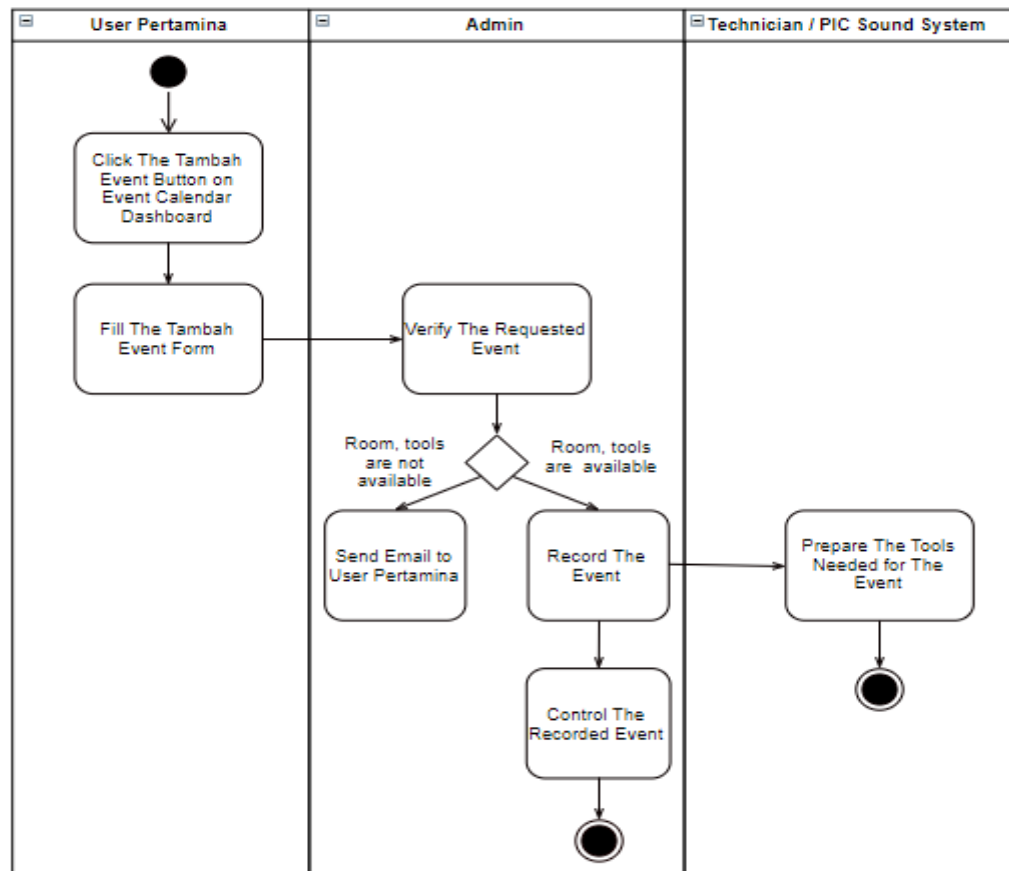 User Pertamina
Admin
Technician / PIC Sound System
Click The Tambah
Event Button on
Event Calendar
Dashboard
Fill The Tambah
Event Form
Verify The Requested
Event
Room, tools
are not
available
Room, tools
are available
Send Email to
User Pertamina
Record The
Event
Prepare The Tools
Needed for The
Event
Control The
Recorded Event